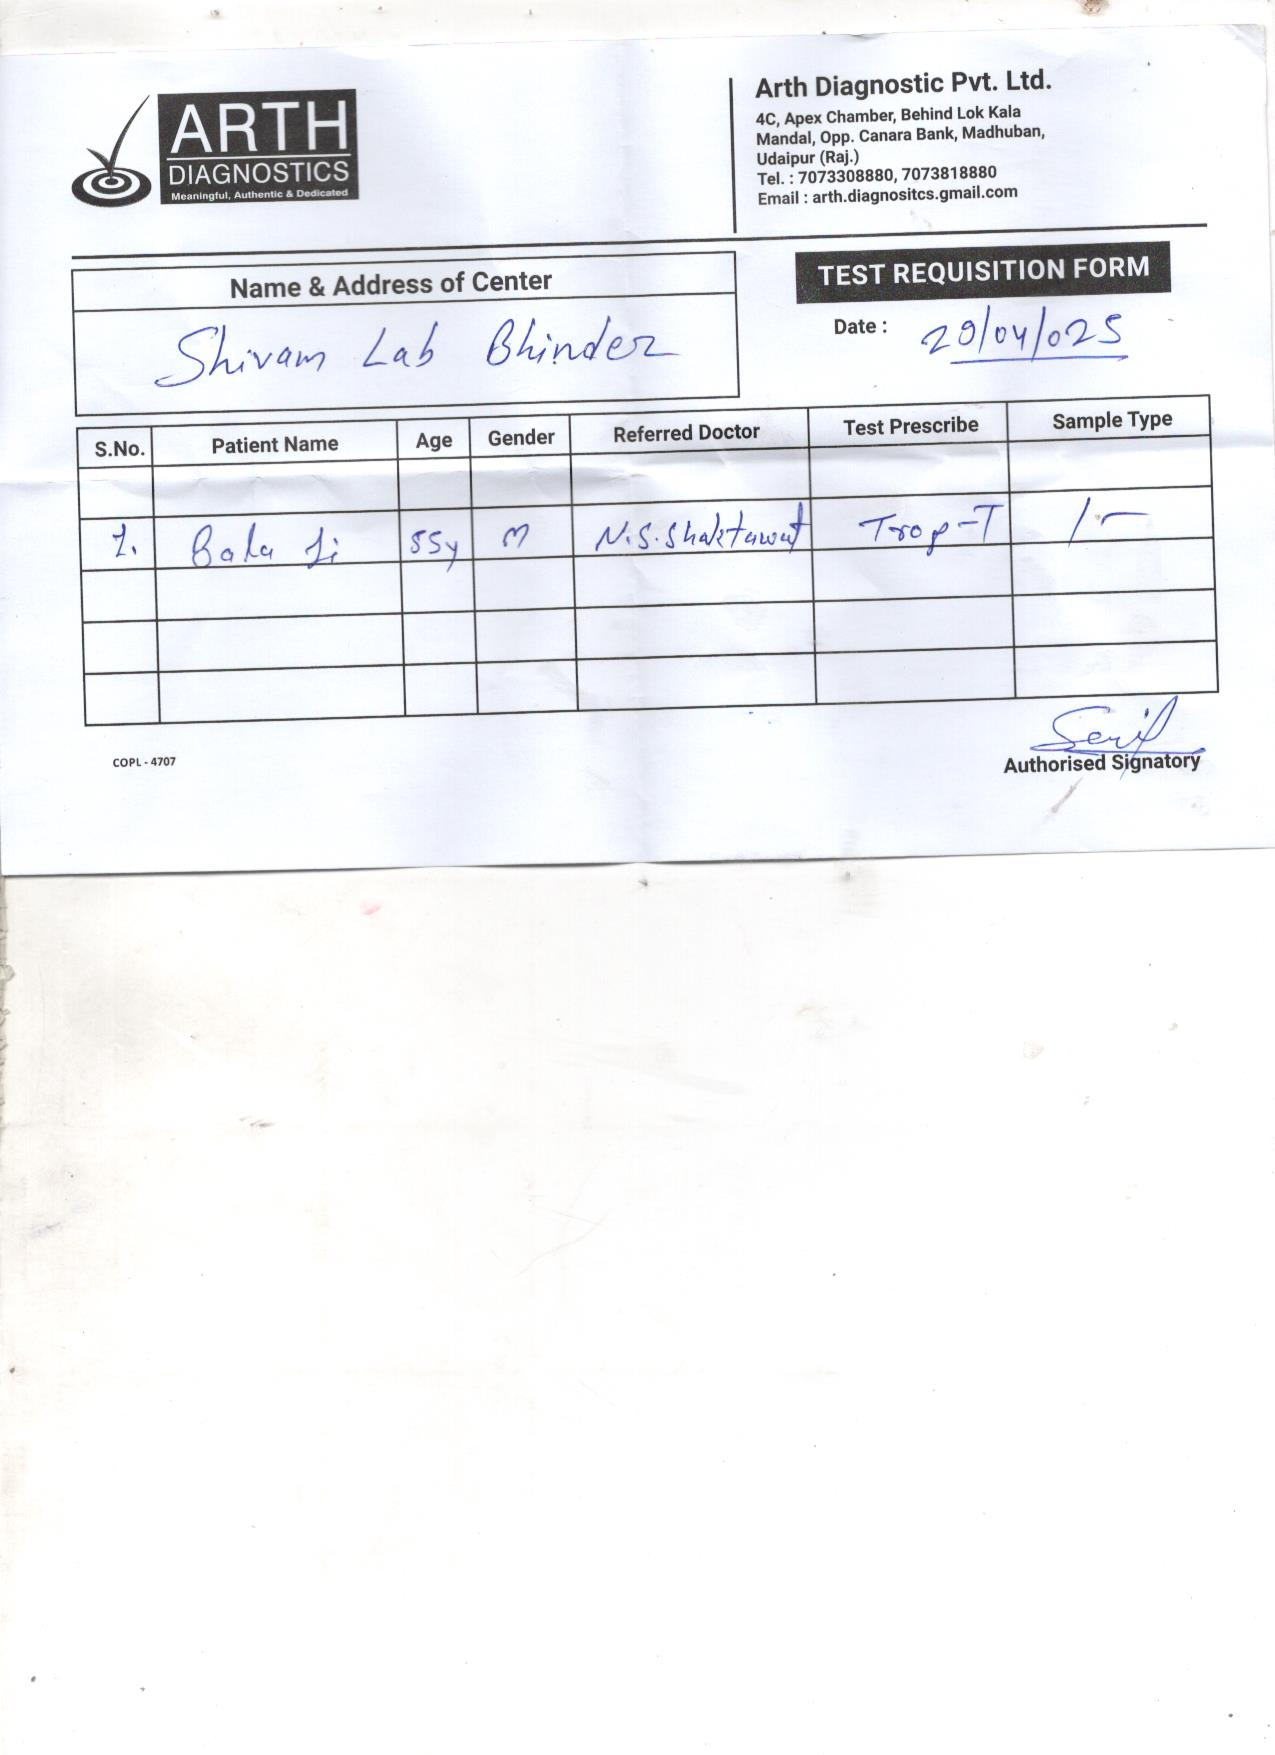 ARTH
DIAGNOSTICS
Meaningful, Authentic & Dedicated
Arth Diagnostic Pvt. Ltd.
4C, Apex Chamber, Behind Lok Kala
Mandal, Opp. Canara Bank, Madhuban,
Udaipur (Raj.)
Tel. : 7073308880, 7073818880
Email : arth.diagnositcs.gmail.com
Name & Address of Center
Shivam Lab Bhinder
TEST REQUISITION FORM
Date : 29/04/025
S.No. Patient Name Age Gender Referred Doctor Test Prescribe Sample Type
1. Bala Ji 55y M N.S. Shaktawat Trop-T
COPL - 4707
Authorised Signatory